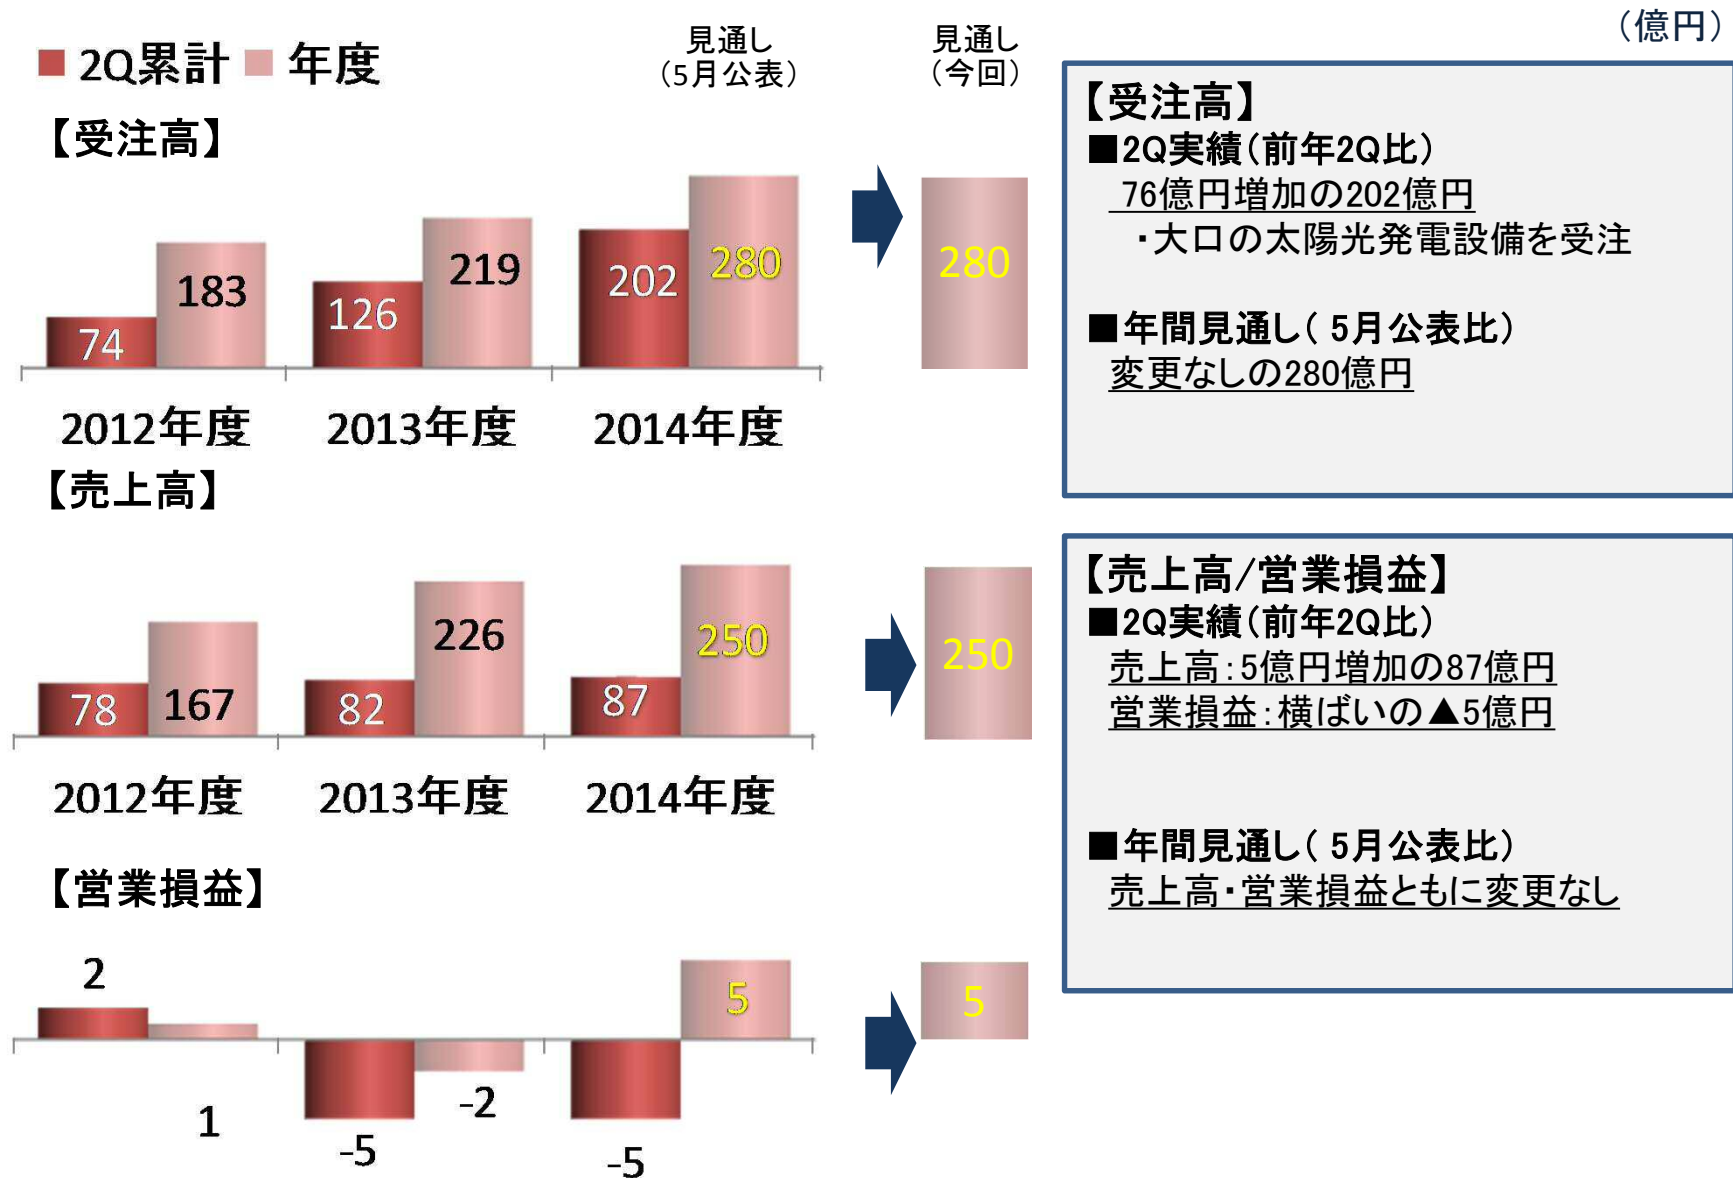 (億円)
■ 2Q累計 ■ 年度
見通し
(5月公表)
見通し
(今回)
【受注高】
74
183
126
219
202
280
280
2012年度
2013年度
2014年度
【売上高】
78
167
82
226
87
250
250
2012年度
2013年度
2014年度
【営業損益】
2
1
-5
-2
-5
5
5
【受注高】
■2Q実績(前年2Q比)
76億円増加の202億円
・大口の太陽光発電設備を受注
■年間見通し( 5月公表比)
変更なしの280億円
【売上高/営業損益】
■2Q実績(前年2Q比)
売上高:5億円増加の87億円
営業損益:横ばいの▲5億円
■年間見通し( 5月公表比)
売上高・営業損益ともに変更なし